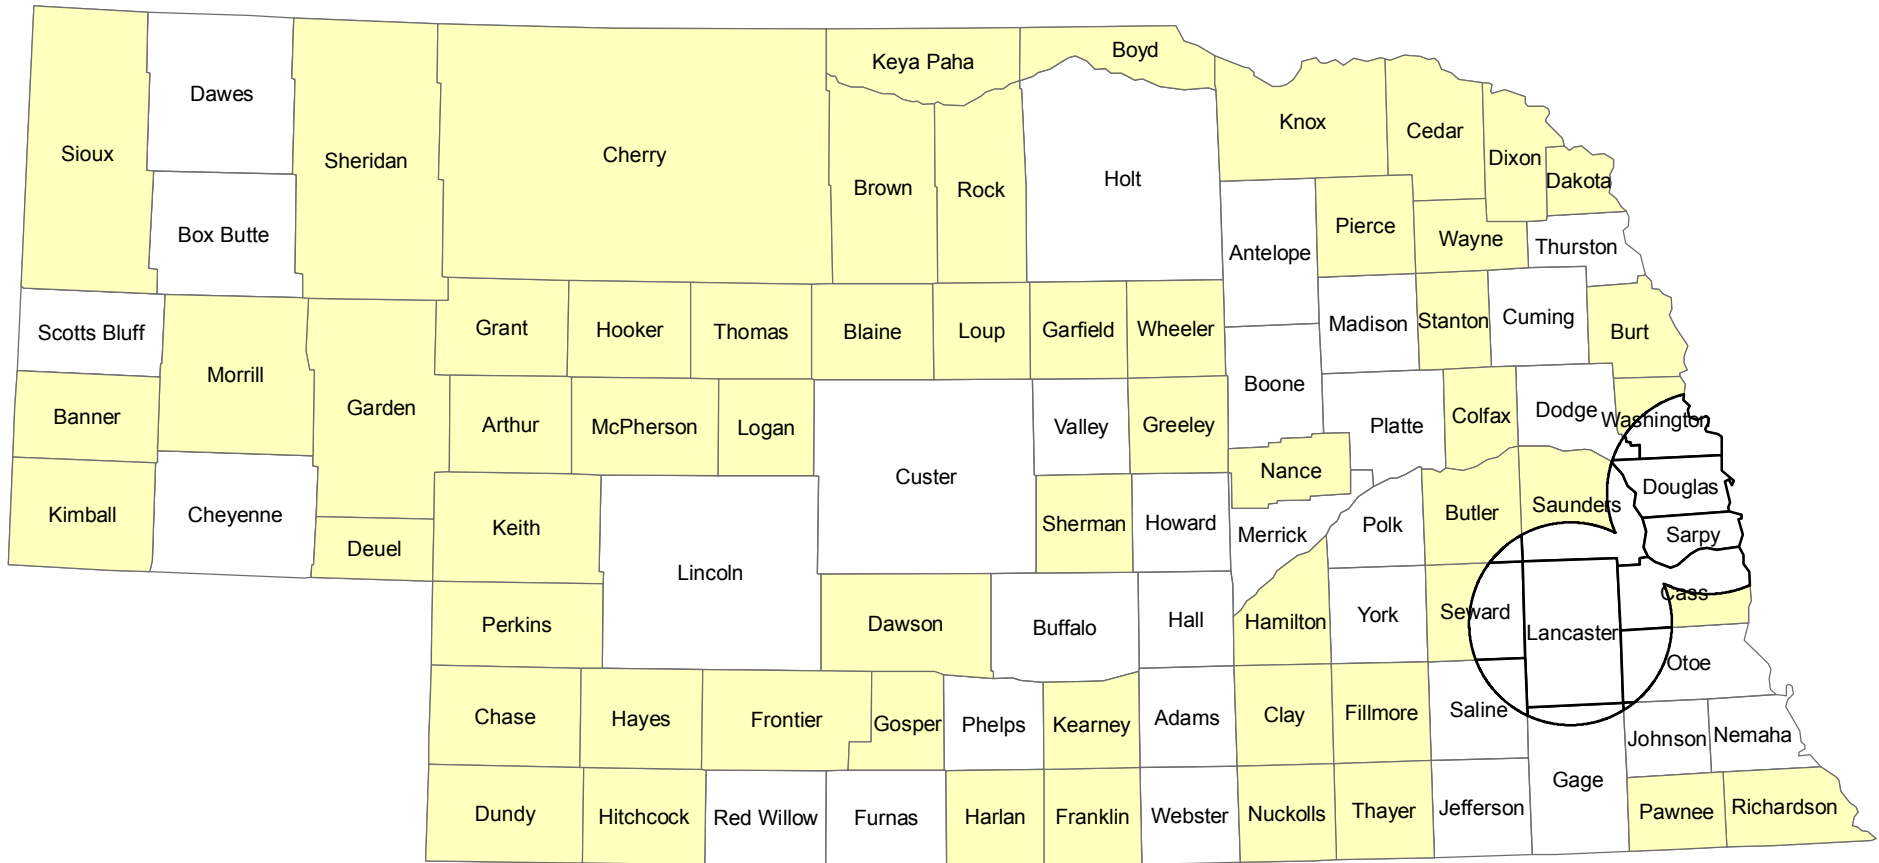 Boyd
Keya Paha
Dawes
Knox
Cedar
Sioux
Sheridan
Cherry
Dixon
Holt
Dakota
Brown
Rock
Pierce
Box Butte
Wayne
Thurston
Antelope
Scotts Bluff
Grant
Hooker
Thomas
Blaine
Loup
Garfield
Wheeler
Madison
Stanton
Cuming
Burt
Morrill
Boone
Banner
Garden
Arthur
McPherson
Logan
Valley
Greeley
Platte
Colfax
Dodge
Washington
Custer
Nance
Douglas
Kimball
Cheyenne
Keith
Sherman
Howard
Merrick
Polk
Butler
Saunders
Sarpy
Deuel
Lincoln
Cass
Perkins
Dawson
Buffalo
Hall
Hamilton
York
Seward
Lancaster
Otoe
Chase
Hayes
Frontier
Gosper
Phelps
Kearney
Adams
Clay
Fillmore
Saline
Johnson
Nemaha
Gage
Dundy
Hitchcock
Red Willow
Furnas
Harlan
Franklin
Webster
Nuckolls
Thayer
Jefferson
Pawnee
Richardson